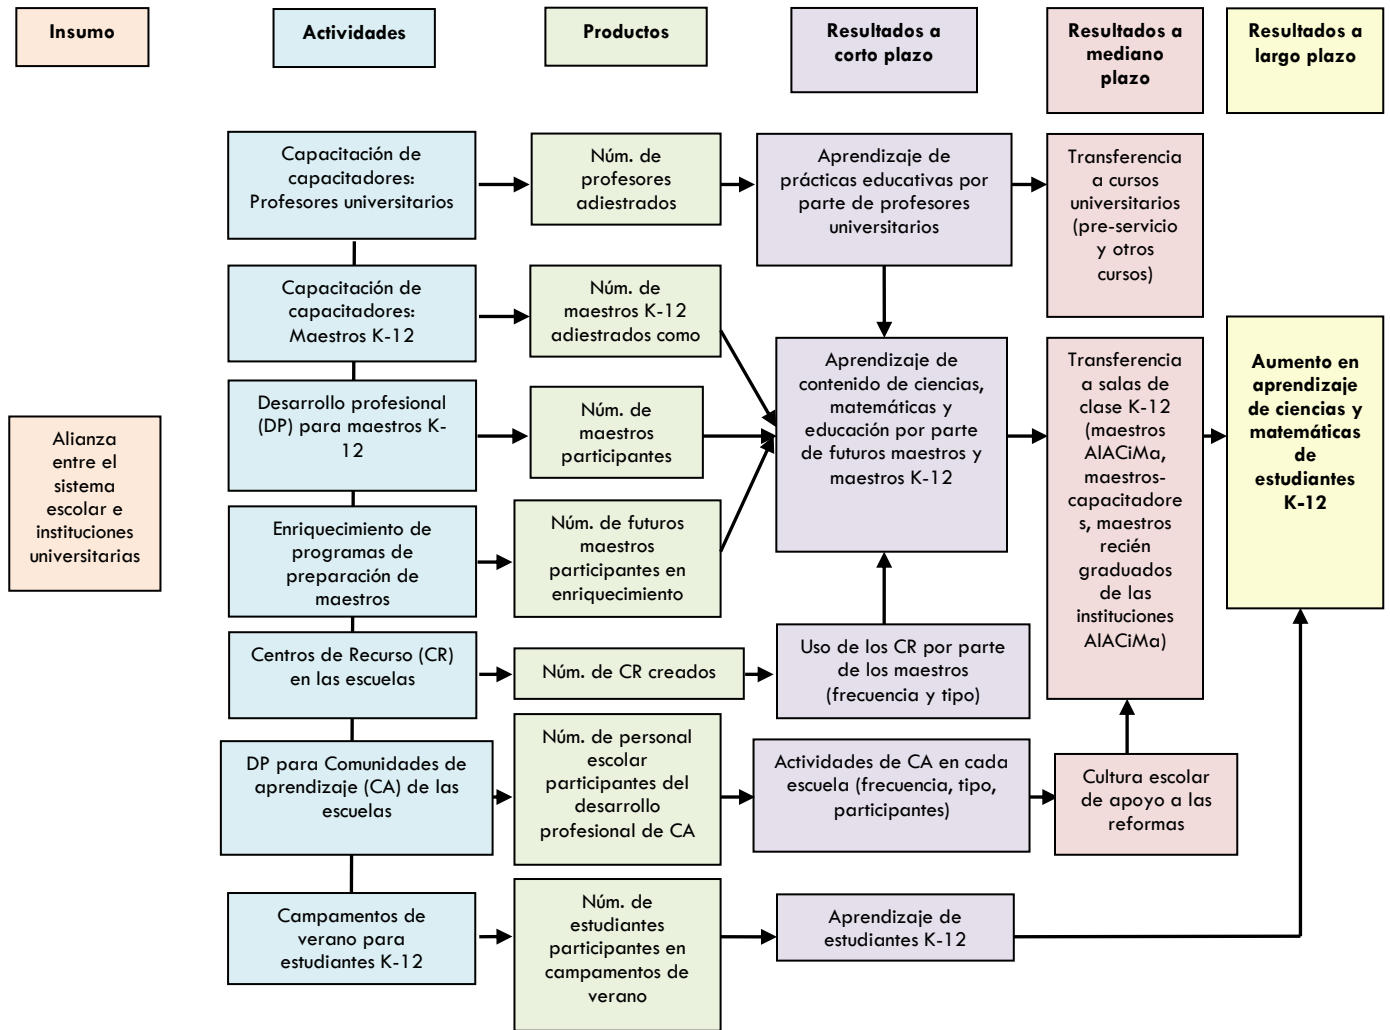 Insumo
Actividades
Productos
Resultados a
corto plazo
Resultados a
mediano
plazo
Resultados a
largo plazo
Capacitación de
capacitadores:
Profesores universitarios
Núm. de
profesores
adiestrados
Aprendizaje de
prácticas educativas por
parte de profesores
universitarios
Transferencia
a cursos
universitarios
(pre-servicio
y otros
cursos)
Capacitación de
capacitadores:
Maestros K-12
Núm. de
maestros K-12
adiestrados como
Desarrollo profesional
(DP) para maestros K-
12
Núm. de
maestros
participantes
Aprendizaje de
contenido de ciencias,
matemáticas y
educación por parte
de futuros maestros y
maestros K-12
Transferencia
a salas de
clase K-12
(maestros
AlACiMa,
maestros-
capacitadore
s, maestros
recién
graduados
de las
instituciones
AlACiMa)
Aumento en
aprendizaje
de ciencias y
matemáticas
de
estudiantes
K-12
Alianza
entre el
sistema
escolar e
instituciones
universitarias
Enriquecimiento de
programas de
preparación de
maestros
Núm. de futuros
maestros
participantes en
enriquecimiento
Centros de Recurso (CR)
en las escuelas
Núm. de CR creados
Uso de los CR por parte
de los maestros
(frecuencia y tipo)
DP para Comunidades de
aprendizaje (CA) de las
escuelas
Núm. de personal
escolar
participantes del
desarrollo
profesional de CA
Actividades de CA en cada
escuela (frecuencia, tipo,
participantes)
Cultura escolar
de apoyo a las
reformas
Campamentos de
verano para
estudiantes K-12
Núm. de
estudiantes
participantes en
campamentos de
verano
Aprendizaje de
estudiantes K-12